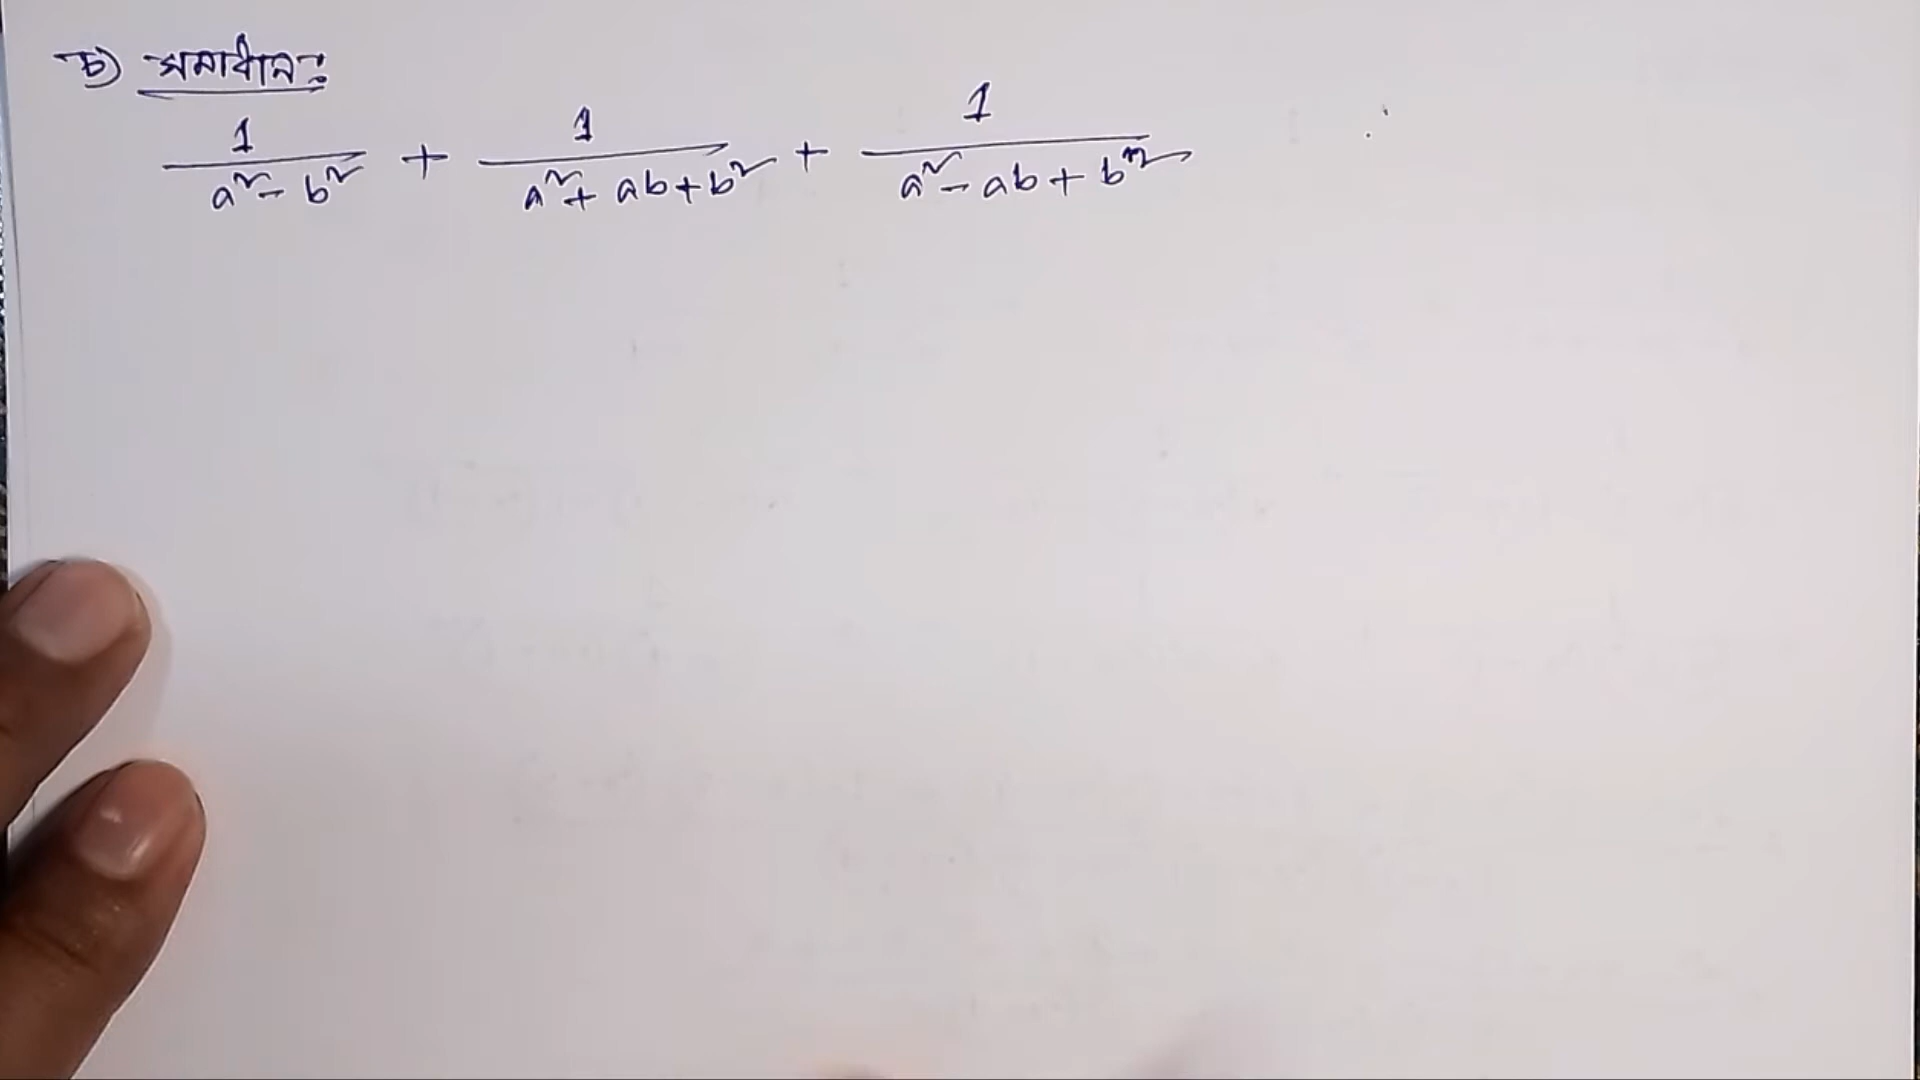 চ) সমাধান:
1/(a²-b²) + 1/(a²+ab+b²) + 1/(a²-ab+b²)